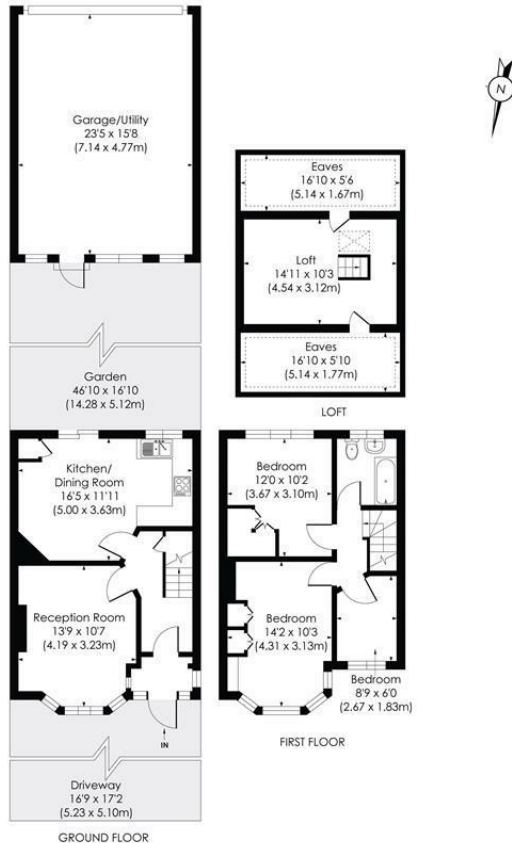 Garage/Utility
23'5 x 15'8
(7.14 x 4.77m)
N
Eaves
16'10 x 5'6
(5.14 x 1.67m)
Loft
14'11 x 10'3
(4.54 x 3.12m)
Eaves
16'10 x 5'10
(5.14 x 1.77m)
LOFT
Garden
46'10 x 16'10
(14.28 x 5.12m)
Kitchen/
Dining Room
16'5 x 11'11
(5.00 x 3.63m)
Reception Room
13'9 x 10'7
(4.19 x 3.23m)
IN
Driveway
16'9 x 17'2
(5.23 x 5.10m)
GROUND FLOOR
Bedroom
12'0 x 10'2
(3.67 x 3.10m)
Bedroom
14'2 x 10'3
(4.31 x 3.13m)
Bedroom
8'9 x 6'0
(2.67 x 1.83m)
FIRST FLOOR